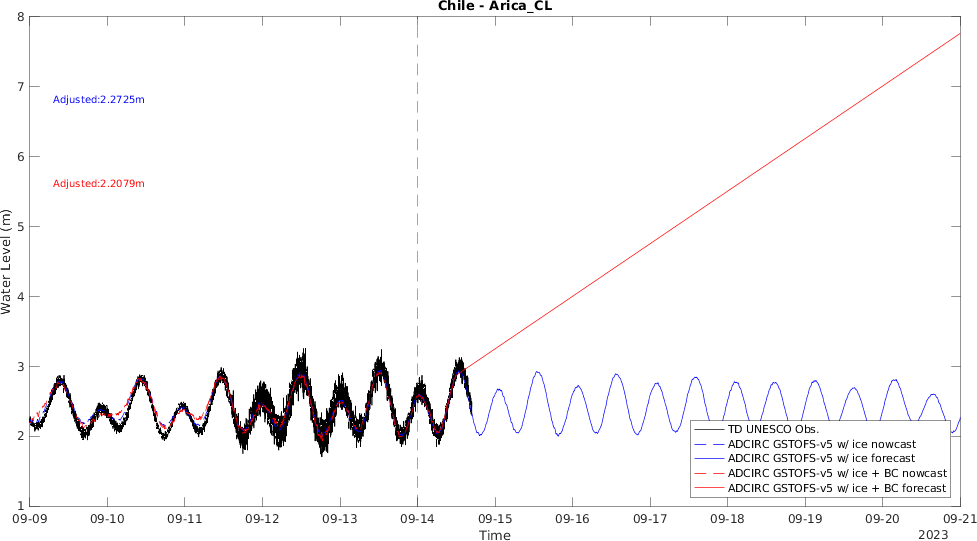 Chile - Arica_CL
8
7
6
5
4
3
2
1
Water Level (m)
Adjusted:2.2725m
Adjusted:2.2079m
TD UNESCO Obs.
ADCIRC GSTOFS-v5 w/ ice nowcast
ADCIRC GSTOFS-v5 w/ ice forecast
ADCIRC GSTOFS-v5 w/ ice + BC nowcast
ADCIRC GSTOFS-v5 w/ ice + BC forecast
09-09 09-10 09-11 09-12 09-13 09-14 09-15 09-16 09-17 09-18 09-19 09-20 09-21
Time
2023